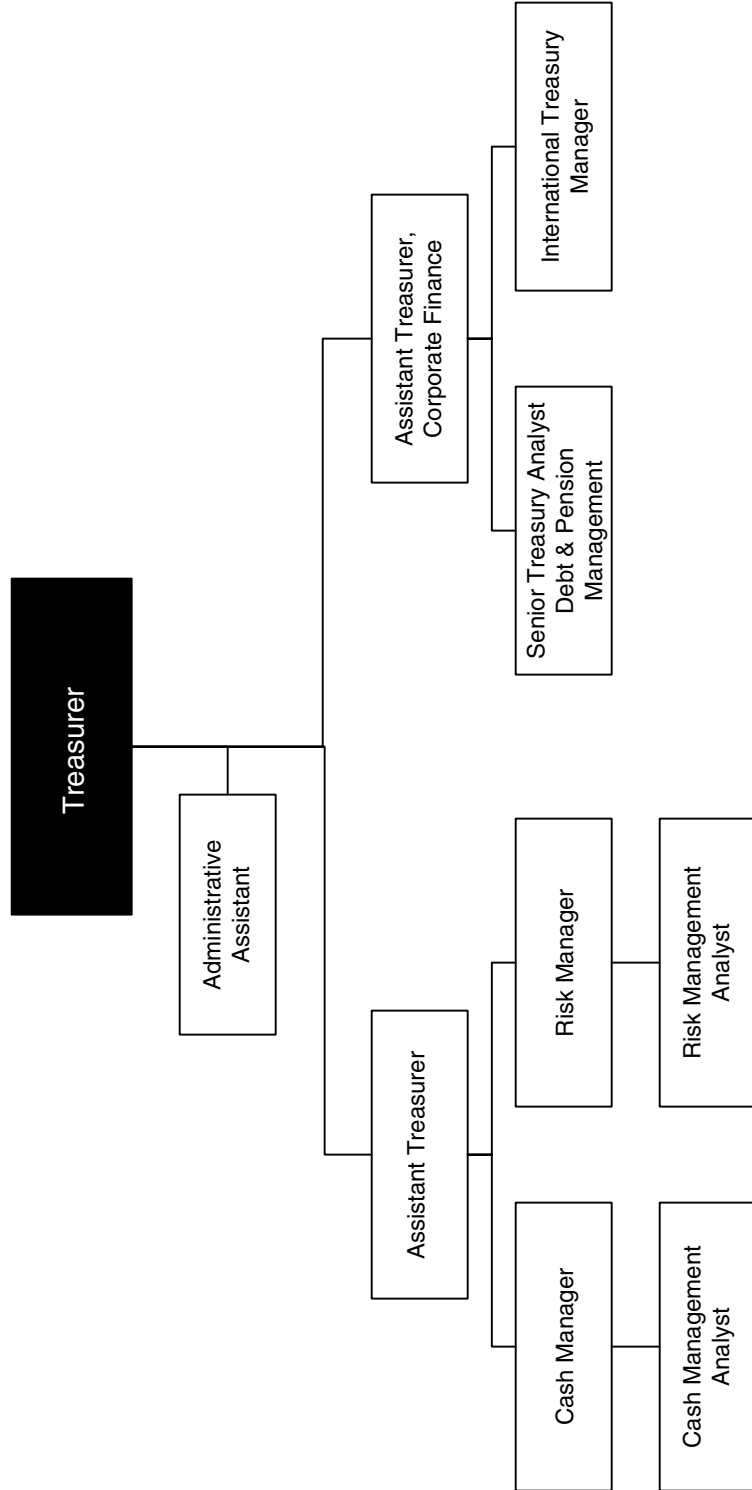 Treasurer
Administrative
Assistant
Assistant Treasurer
Assistant Treasurer,
Corporate Finance
Cash Manager
Risk Manager
Senior Treasury Analyst
Debt & Pension
Management
International Treasury
Manager
Cash Management
Analyst
Risk Management
Analyst